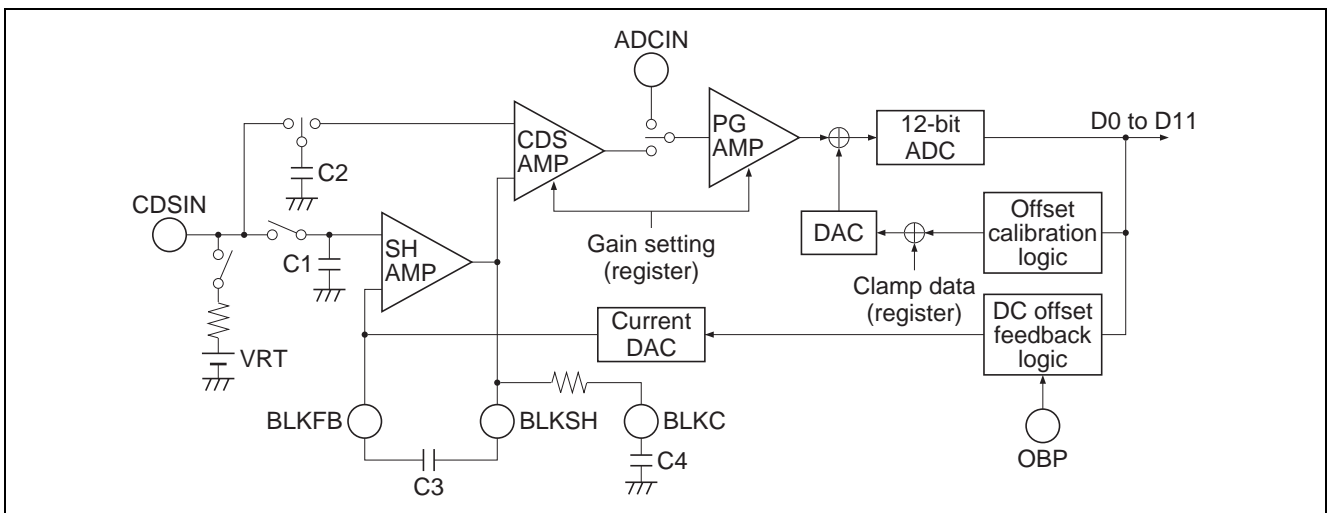 ADCIN
CDS
AMP
PG
AMP
12-bit
ADC
D0 to D11
C2
CDSIN
C1
SH
AMP
Gain setting
(register)
DAC
Offset
calibration
logic
Clamp data
(register)
VRT
Current
DAC
DC offset
feedback
logic
BLKFB
BLKSH
BLKC
C3
C4
OBP